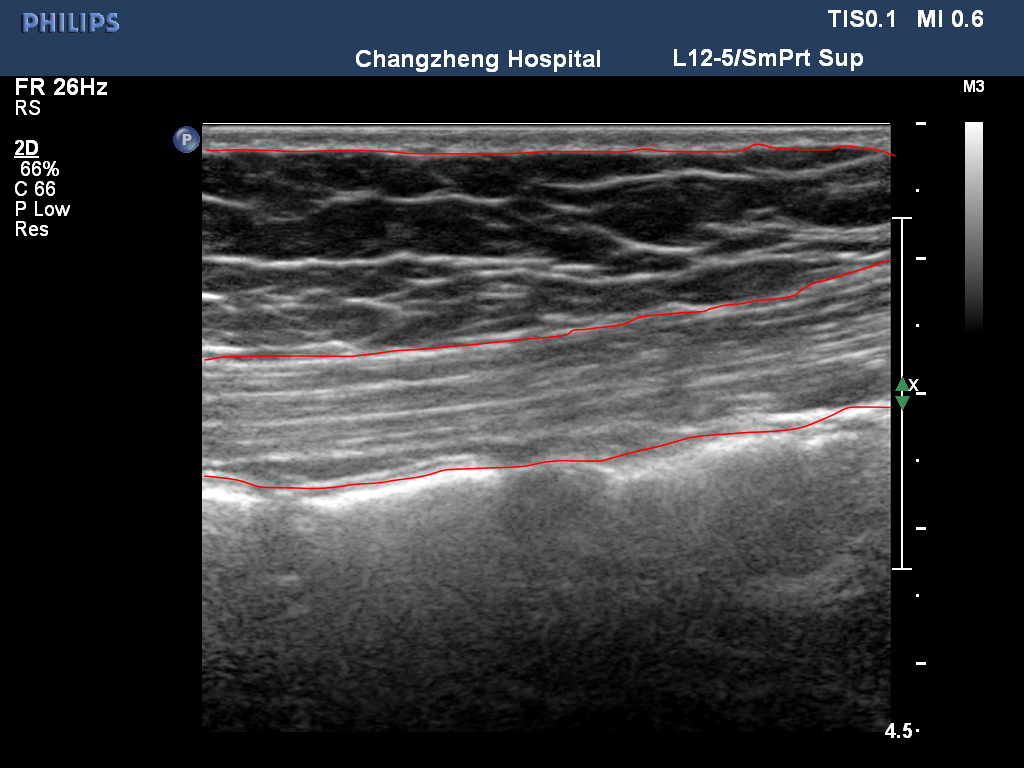 PHILIPS
TIS0.1 MI 0.6
Changzheng Hospital L12-5/SmPrt Sup
FR 26Hz
RS
M3
P
2D
66%
C 66
P Low
Res
X
4.5